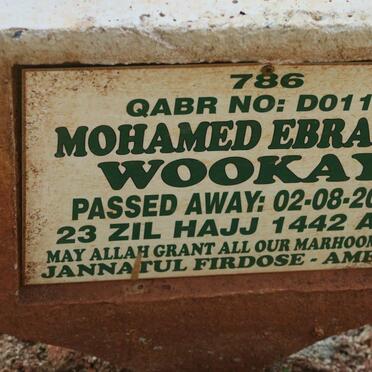 786
QABR NO: D011
MOHAMED EBRA
WOOKAY
PASSED AWAY: 02-08-20
23 ZIL HAJJ 1442 A
MAY ALLAH GRANT ALL OUR MARHOOM
JANNATUL FIRDOSE - AME